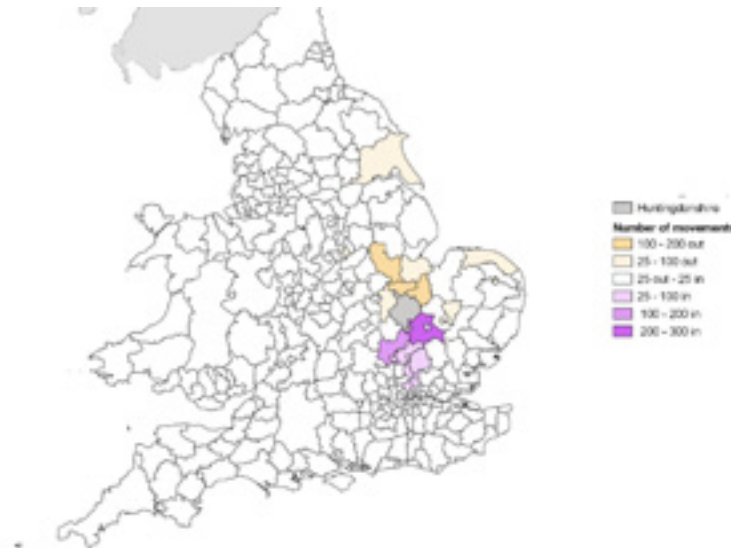 Huntingdonshire
Number of movements
100 - 200 out
25 - 100 out
25 out - 25 in
25 - 100 in
100 - 200 in
200 - 300 in